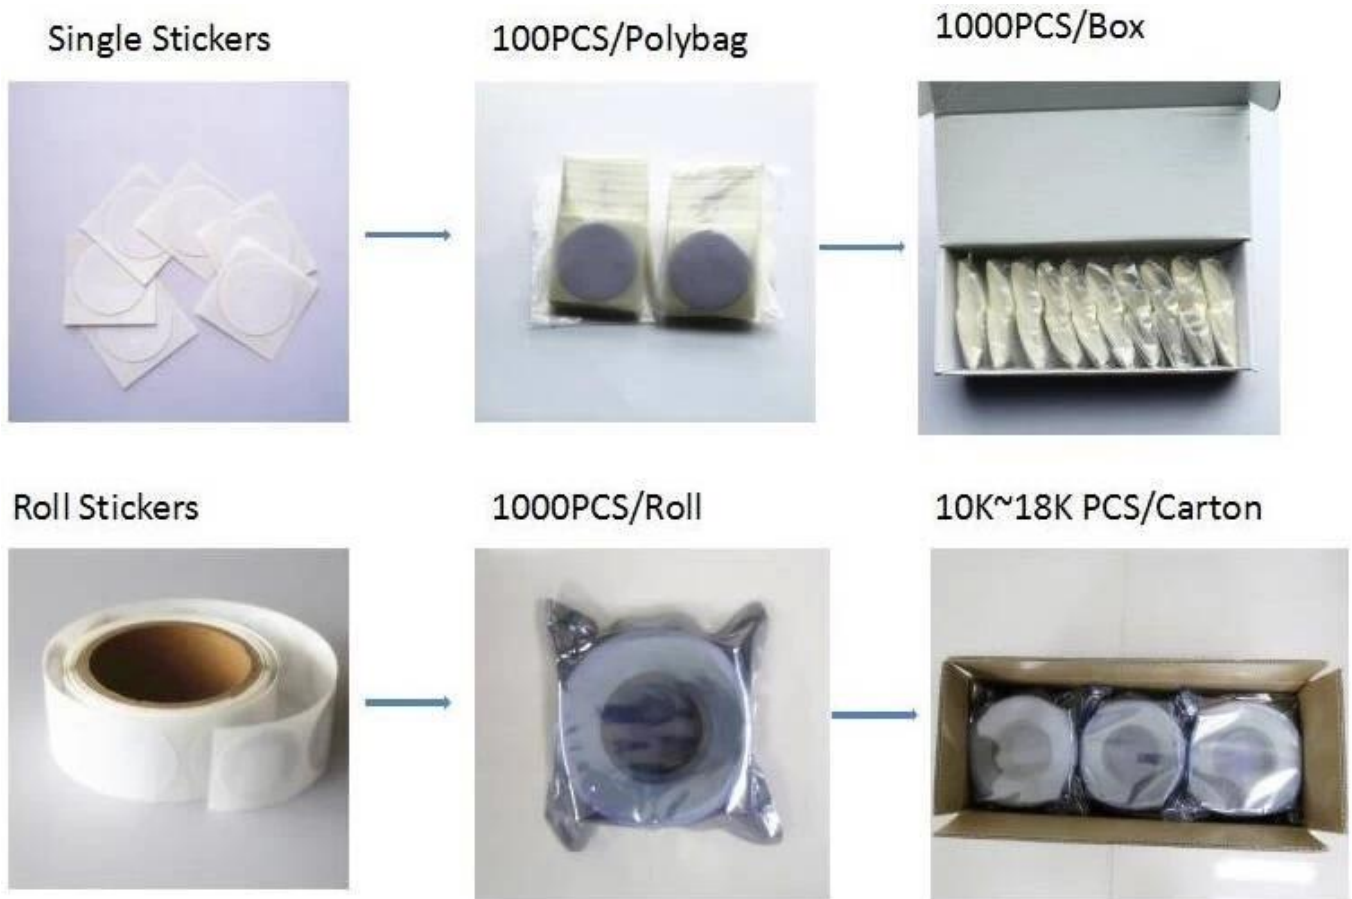 Single Stickers
100PCS/Polybag
1000PCS/Box
Roll Stickers
1000PCS/Roll
10K~18K PCS/Carton